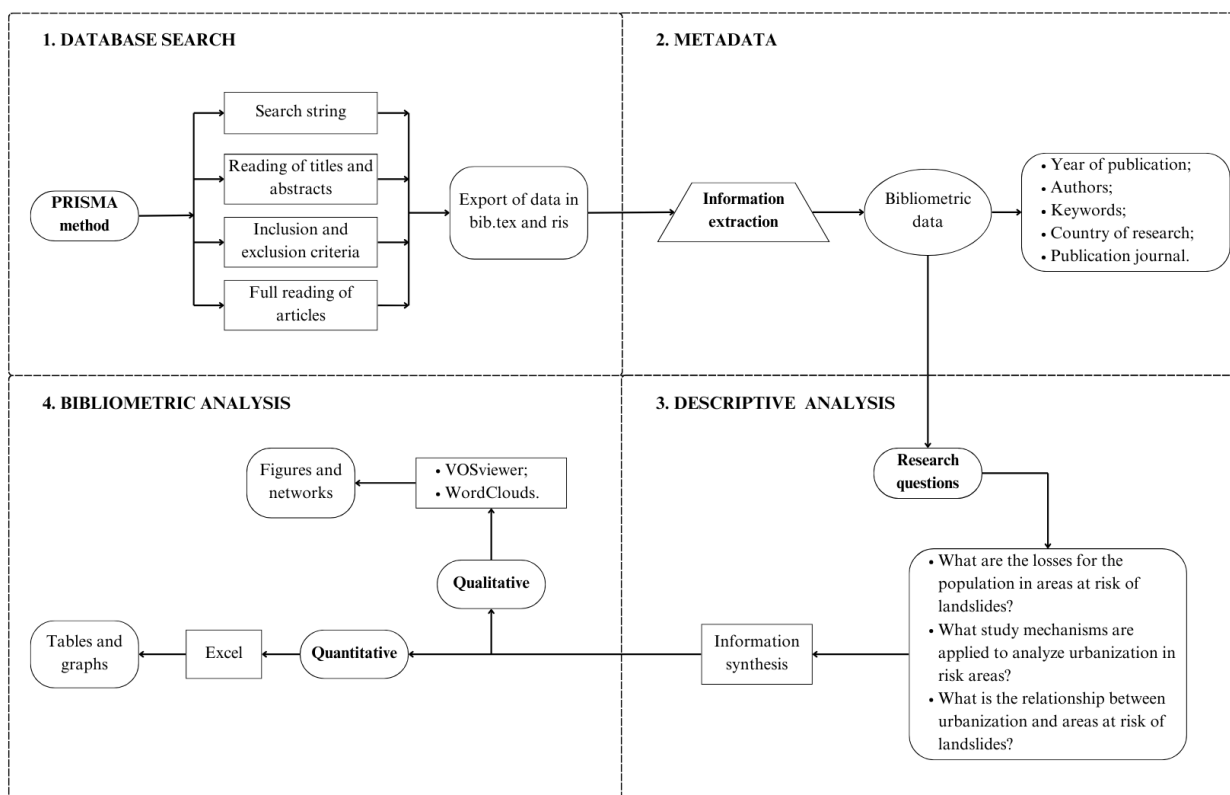 1. DATABASE SEARCH
PRISMA
method
Search string
Reading of titles and
abstracts
Inclusion and
exclusion criteria
Full reading of
articles
Export of data in
bib.tex and ris
2. METADATA
Information
extraction
Bibliometric
data
• Year of publication;
• Authors;
• Keywords;
• Country of research;
• Publication journal.
3. DESCRIPTIVE ANALYSIS
Research
questions
• What are the losses for the
population in areas at risk of
landslides?
• What study mechanisms are
applied to analyze urbanization in
risk areas?
• What is the relationship between
urbanization and areas at risk of
landslides?
Information
synthesis
4. BIBLIOMETRIC ANALYSIS
Figures and
networks
• VOSviewer;
• WordClouds.
Qualitative
Quantitative
Excel
Tables and
graphs